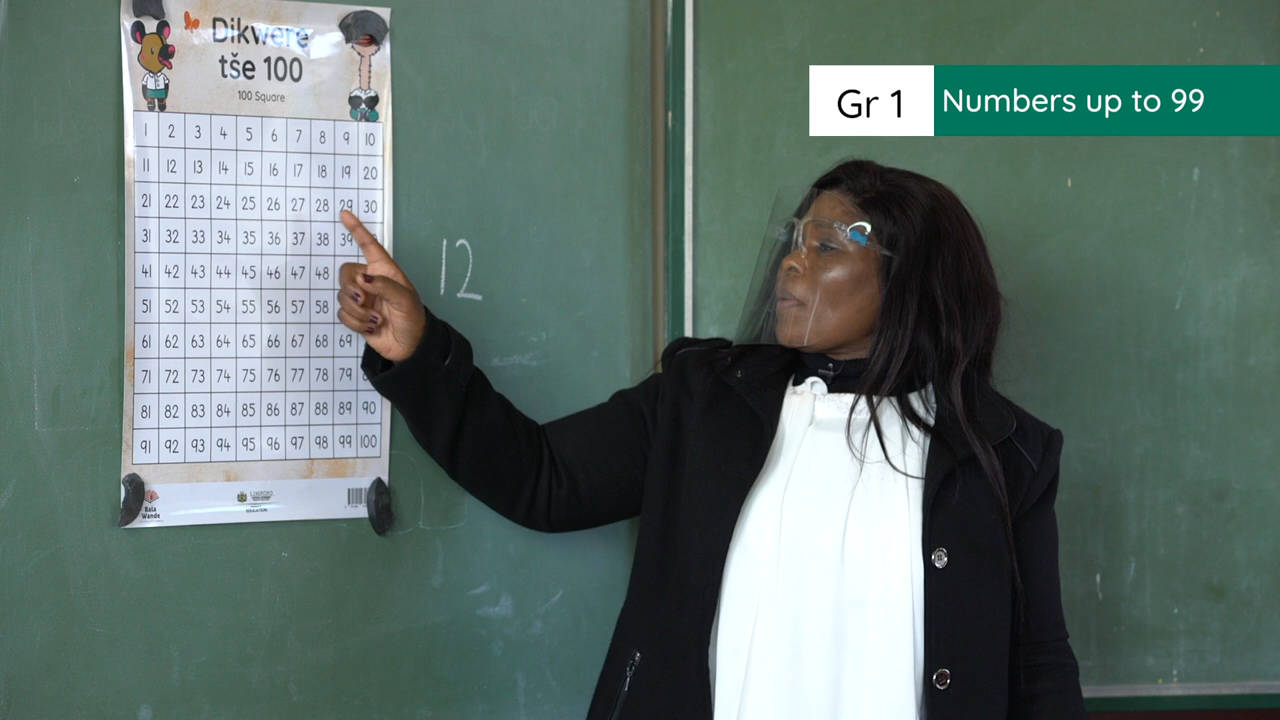 Dikwere
tše 100
100 Square
1 2 3 4 5 6 7 8 9 10
11 12 13 14 15 16 17 18 19 20
21 22 23 24 25 26 27 28 29 30
31 32 33 34 35 36 37 38 39
41 42 43 44 45 46 47 48
51 52 53 54 55 56 57 58
61 62 63 64 65 66 67 68 69
71 72 73 74 75 76 77 78 79
81 82 83 84 85 86 87 88 89 90
91 92 93 94 95 96 97 98 99 100
Bala
Wande
LIMPOPO
EDUCATION
12
Gr 1 Numbers up to 99